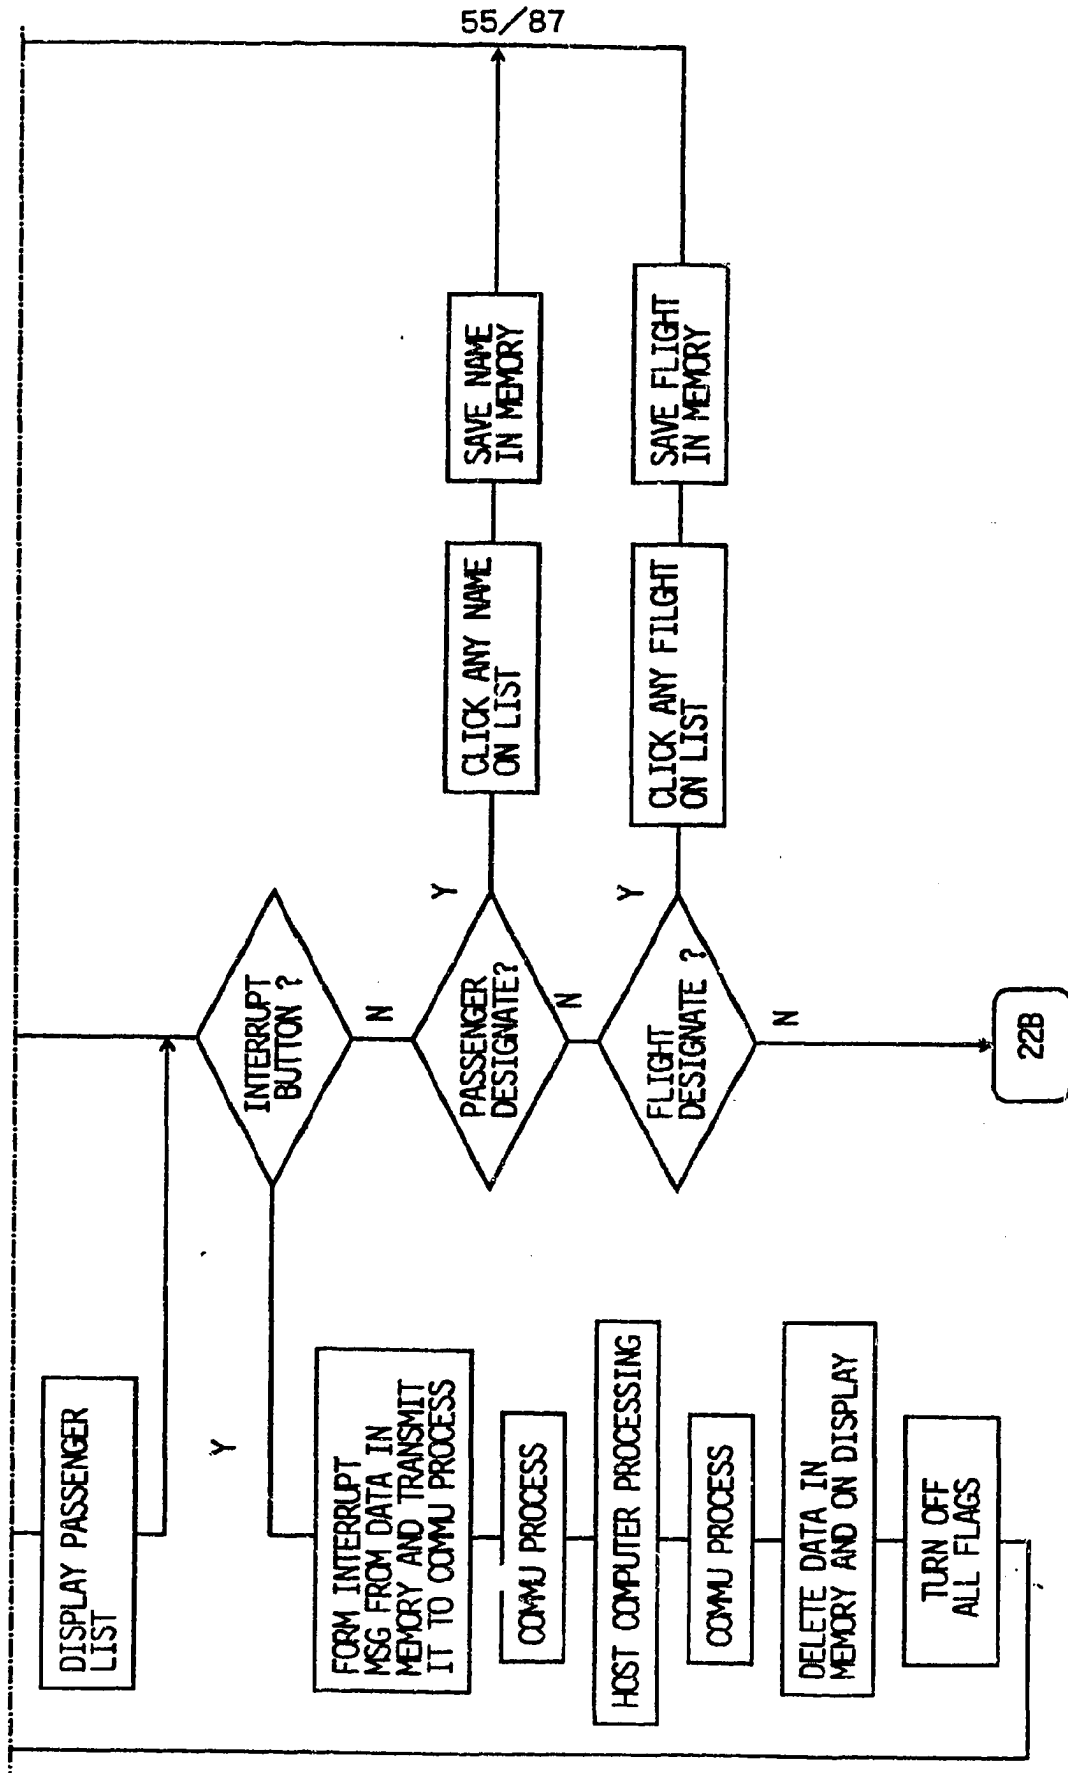 55/87
DISPLAY PASSENGER
LIST
INTERRUPT
BUTTON ?
Y
N
FORM INTERRUPT
MSG FROM DATA IN
MEMORY AND TRANSMIT
IT TO COMMU PROCESS
COMMU PROCESS
HOST COMPUTER PROCESSING
COMMU PROCESS
DELETE DATA IN
MEMORY AND ON DISPLAY
TURN OFF
ALL FLAGS
PASSENGER
DESIGNATE?
Y
N
CLICK ANY NAME
ON LIST
SAVE NAME
IN MEMORY
FLIGHT
DESIGNATE ?
Y
N
CLICK ANY FILGHT
ON LIST
SAVE FLIGHT
IN MEMORY
22B